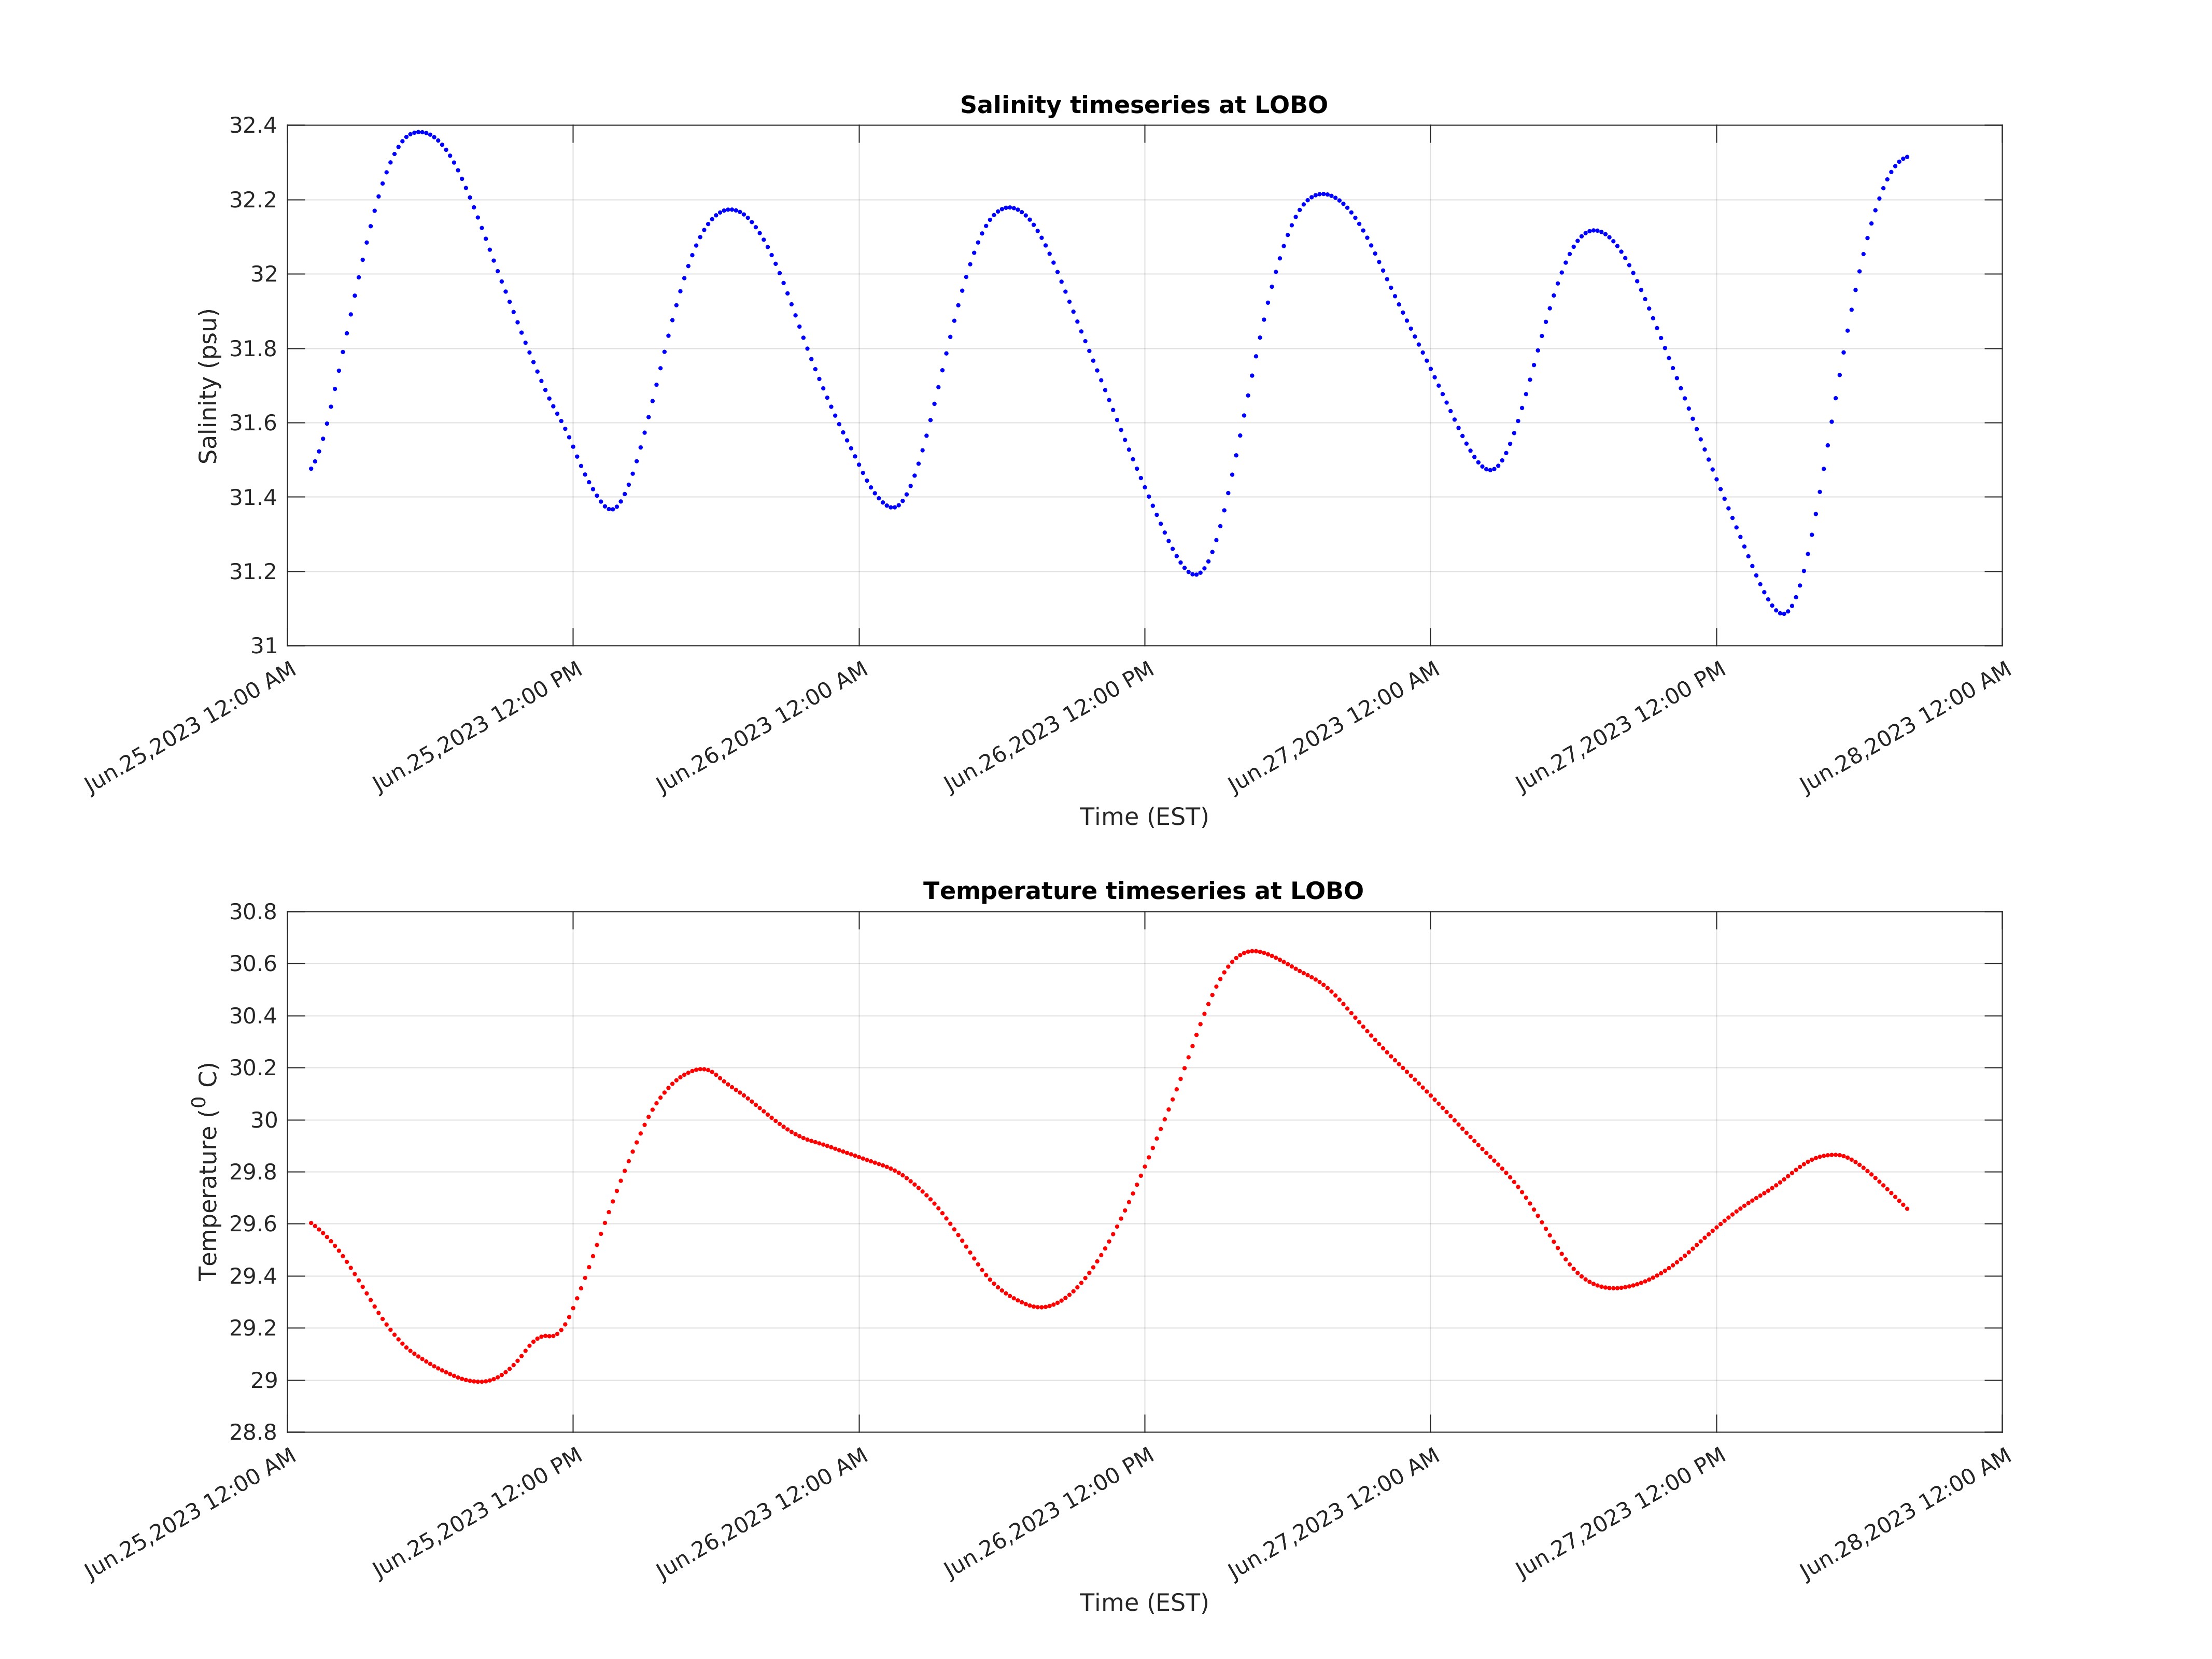 Salinity timeseries at LOBO
32.4
32.2
32
31.8
31.6
31.4
31.2
31
Salinity (psu)
Jun.25,2023 12:00 AM
Jun.25,2023 12:00 PM
Jun.26,2023 12:00 AM
Jun.26,2023 12:00 PM
Jun.27,2023 12:00 AM
Jun.27,2023 12:00 PM
Jun.28,2023 12:00 AM
Time (EST)
Temperature timeseries at LOBO
30.8
30.6
30.4
30.2
30
29.8
29.6
29.4
29.2
29
28.8
Temperature (⁰ C)
Jun.25,2023 12:00 AM
Jun.25,2023 12:00 PM
Jun.26,2023 12:00 AM
Jun.26,2023 12:00 PM
Jun.27,2023 12:00 AM
Jun.27,2023 12:00 PM
Jun.28,2023 12:00 AM
Time (EST)